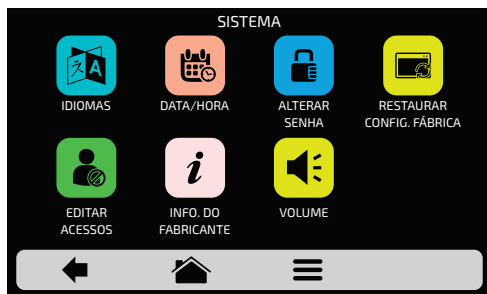 SISTEMA
IDIOMAS
DATA/HORA
ALTERAR
SENHA
RESTAURAR
CONFIG. FÁBRICA
EDITAR
ACESSOS
INFO. DO
FABRICANTE
VOLUME